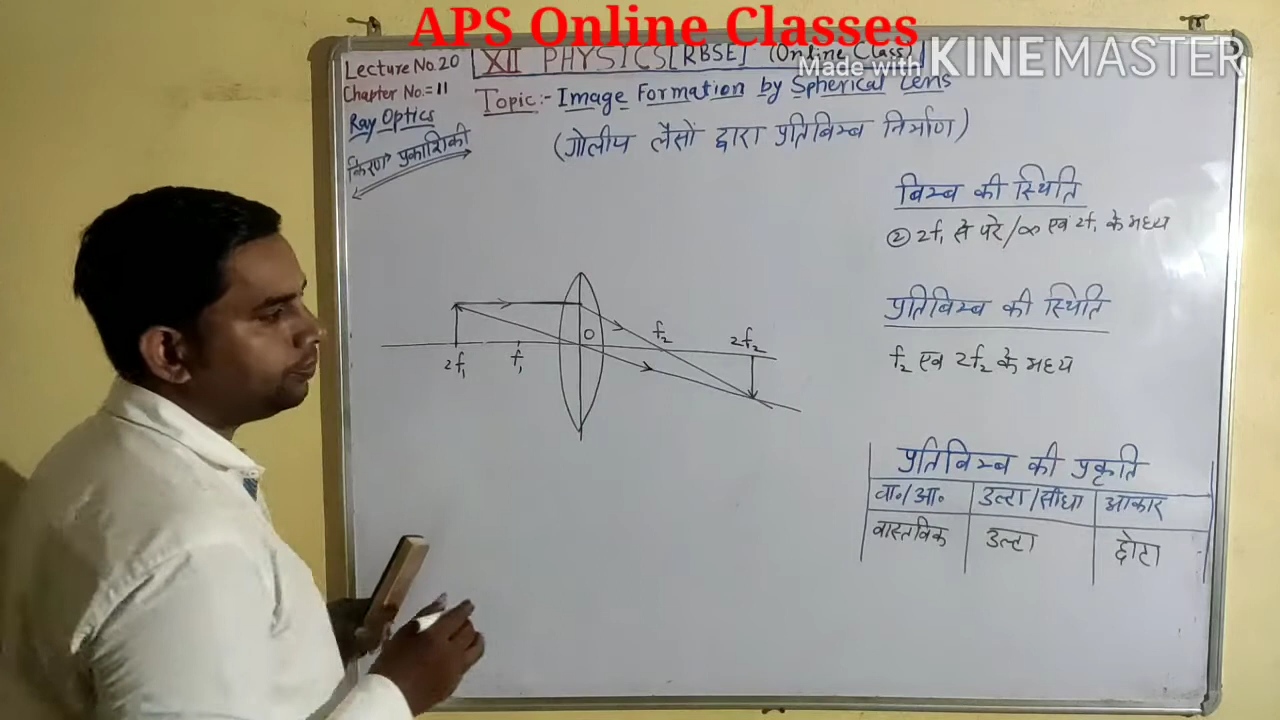 APS Online Classes
Made with KINEMASTER
Lecture No. 20
Chapter No. = 11
Ray Optics
किरण प्रकाशिकी
XII PHYSICS [RBSE] (Online Class)
Topic:- Image Formation by Spherical Lens
(गोलीय लैंसों द्वारा प्रतिबिम्ब निर्माण)
बिम्ब की स्थिति
② 2f₁ से परे/∞ एवं 2f₁ के मध्य
प्रतिबिम्ब की स्थिति
f₂ एवं 2f₂ के मध्य
2f₁ f₁ O f₂ 2f₂
प्रतिबिम्ब की प्रकृति
वा॰/आ॰ उल्टा/सीधा आकार
वास्तविक उल्टा छोटा